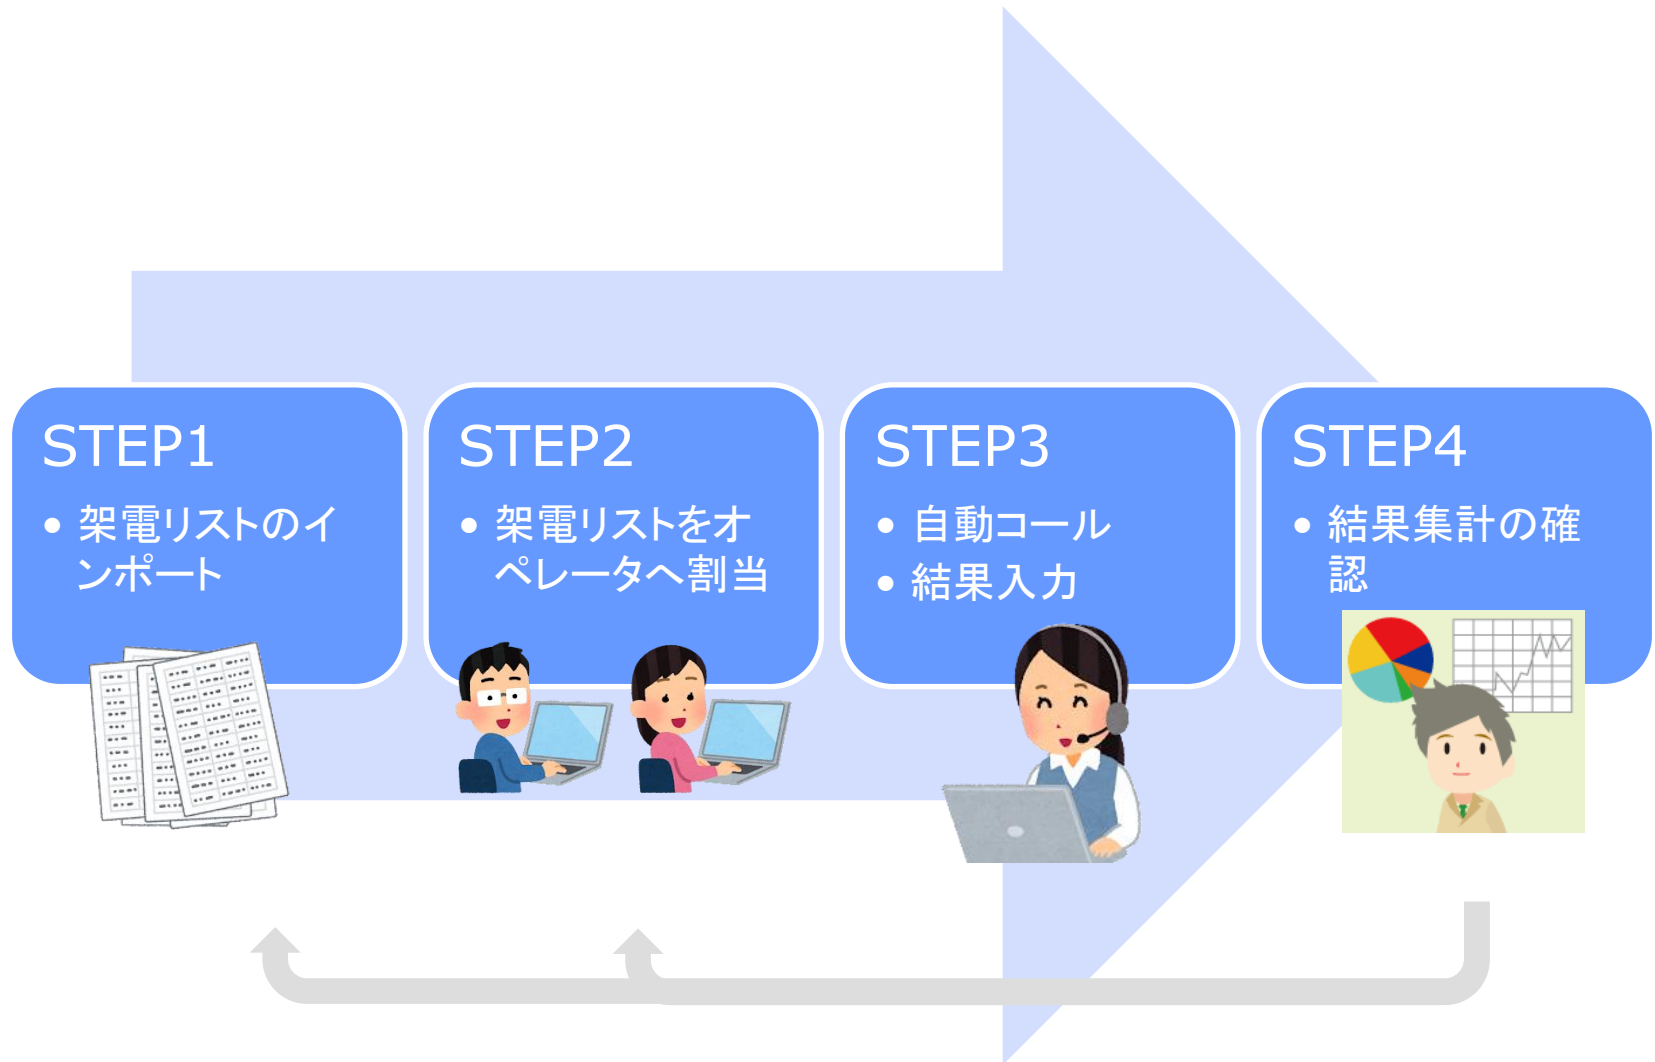 STEP1
• 架電リストのイ
ンポート
STEP2
• 架電リストをオ
ペレータへ割当
STEP3
• 自動コール
• 結果入力
STEP4
• 結果集計の確
認